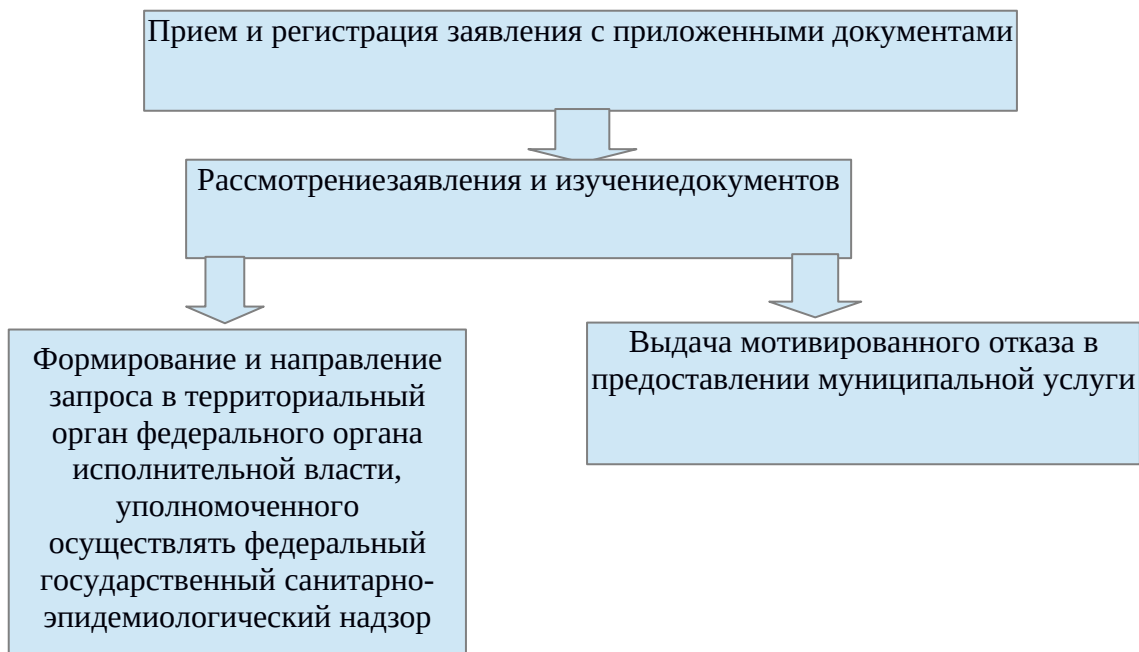 Прием и регистрация заявления с приложенными документами
Рассмотрениезаявления и изучениедокументов
Формирование и направление
запроса в территориальный
орган федерального органа
исполнительной власти,
уполномоченного
осуществлять федеральный
государственный санитарно-
эпидемиологический надзор
Выдача мотивированного отказа в
предоставлении муниципальной услуги